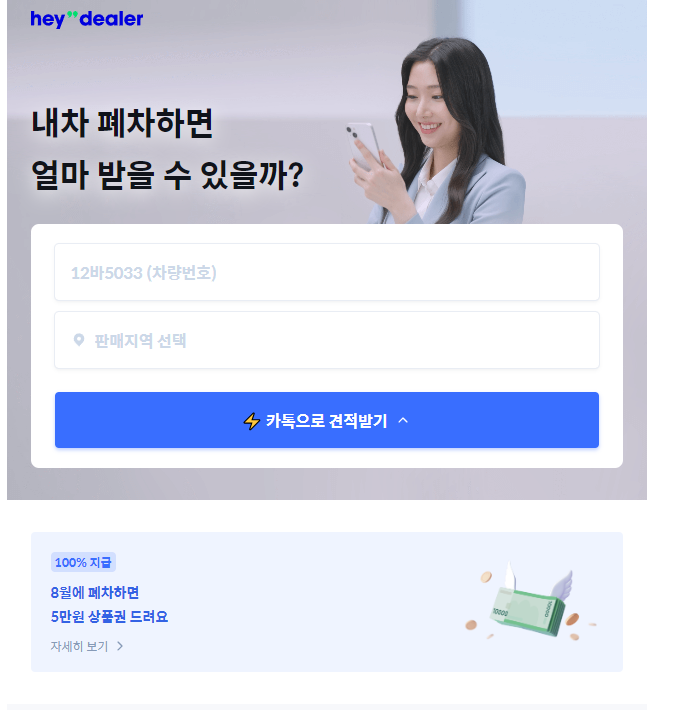 hey dealer
내차 폐차하면
얼마 받을 수 있을까?
12바5033 (차량번호)
판매지역 선택
⚡ 카톡으로 견적받기
100% 지급
8월에 폐차하면
5만원 상품권 드려요
자세히 보기